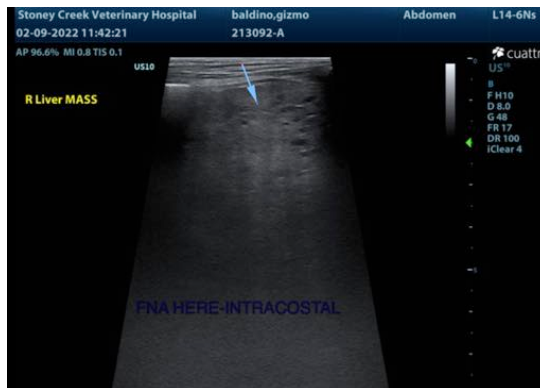 Stoney Creek Veterinary Hospital baldino,gizmo Abdomen L14-6Ns
02-09-2022 11:42:21 213092-A
AP 96.6% MI 0.8 TIS 0.1
cuattr
US10
US¹⁰
R Liver MASS
B
F H10
D 8.0
G 48
FR 17
DR 100
iClear 4
FNA HERE-INTRACOSTAL